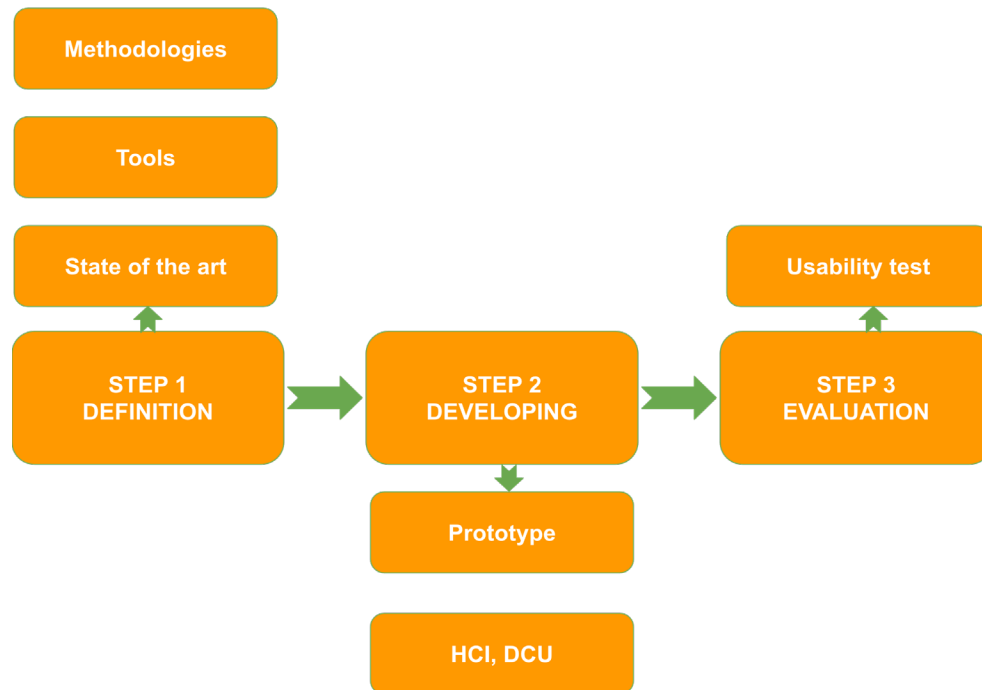 Methodologies
Tools
State of the art
Usability test
STEP 1
DEFINITION
STEP 2
DEVELOPING
STEP 3
EVALUATION
Prototype
HCI, DCU